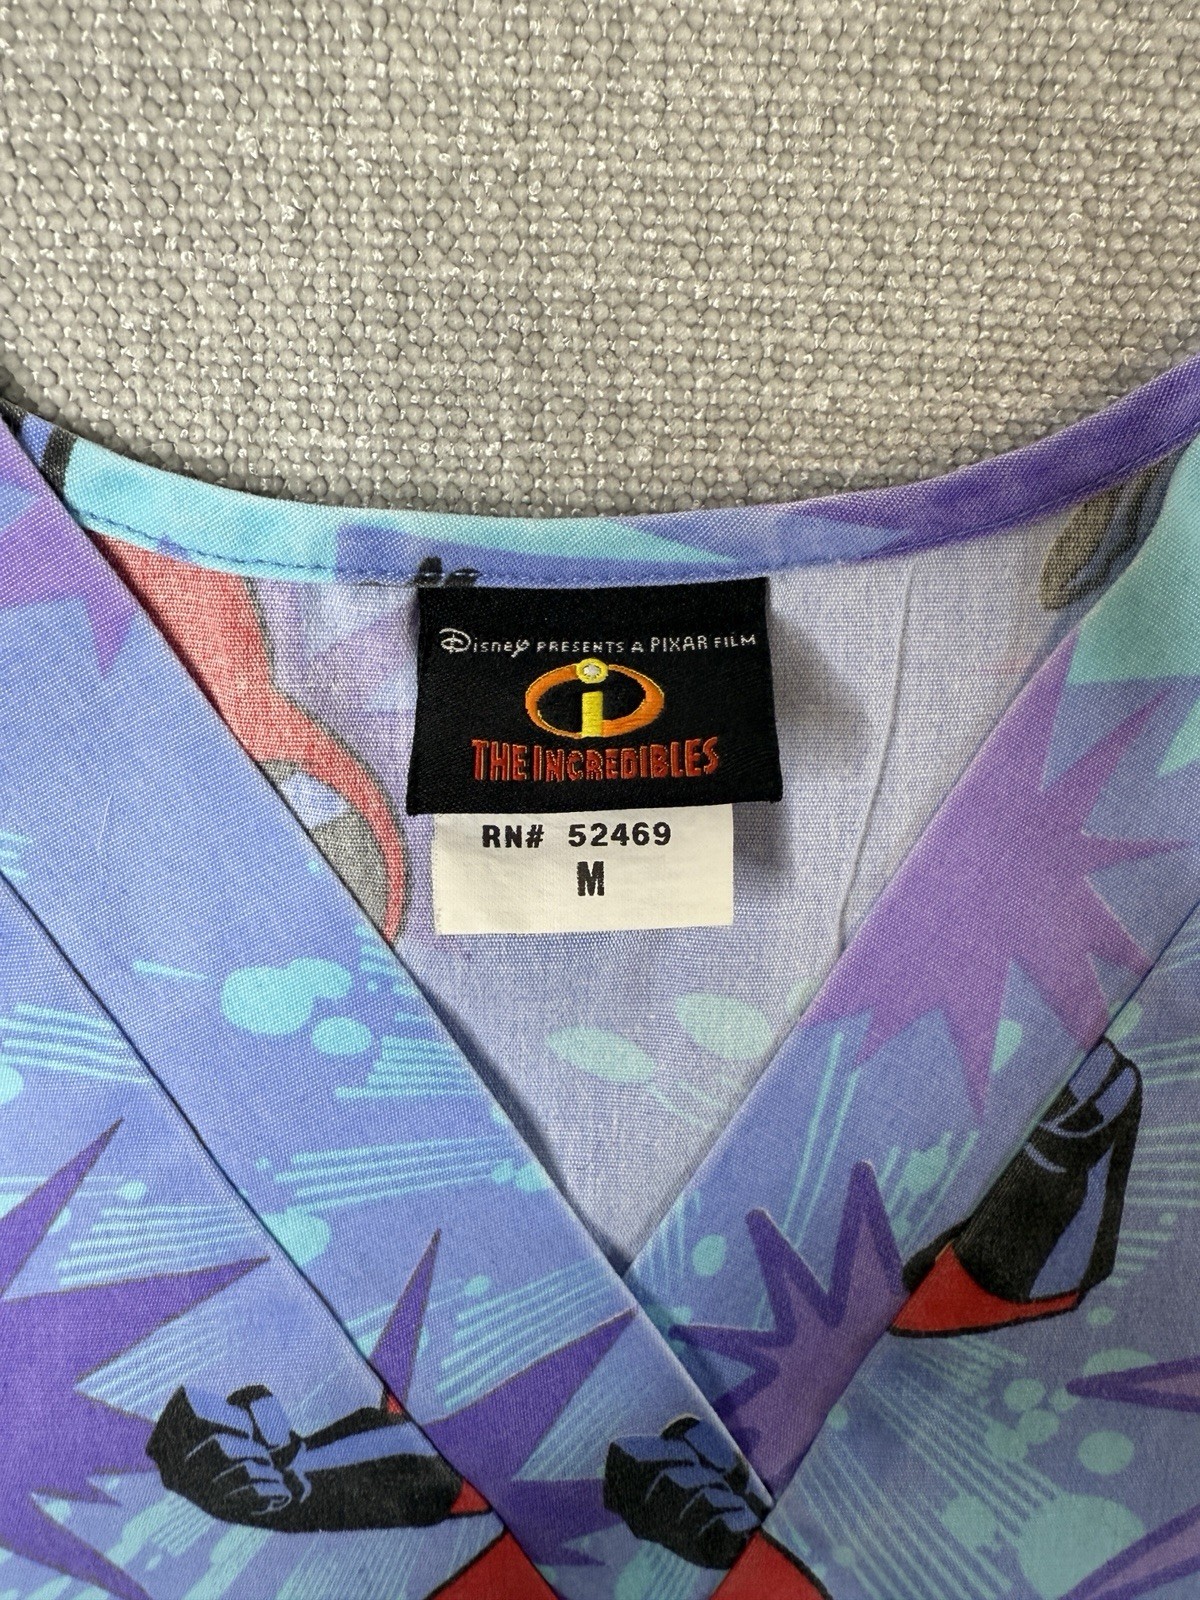 Disney PRESENTS A PIXAR FILM
i
THE INCREDIBLES
RN# 52469
M